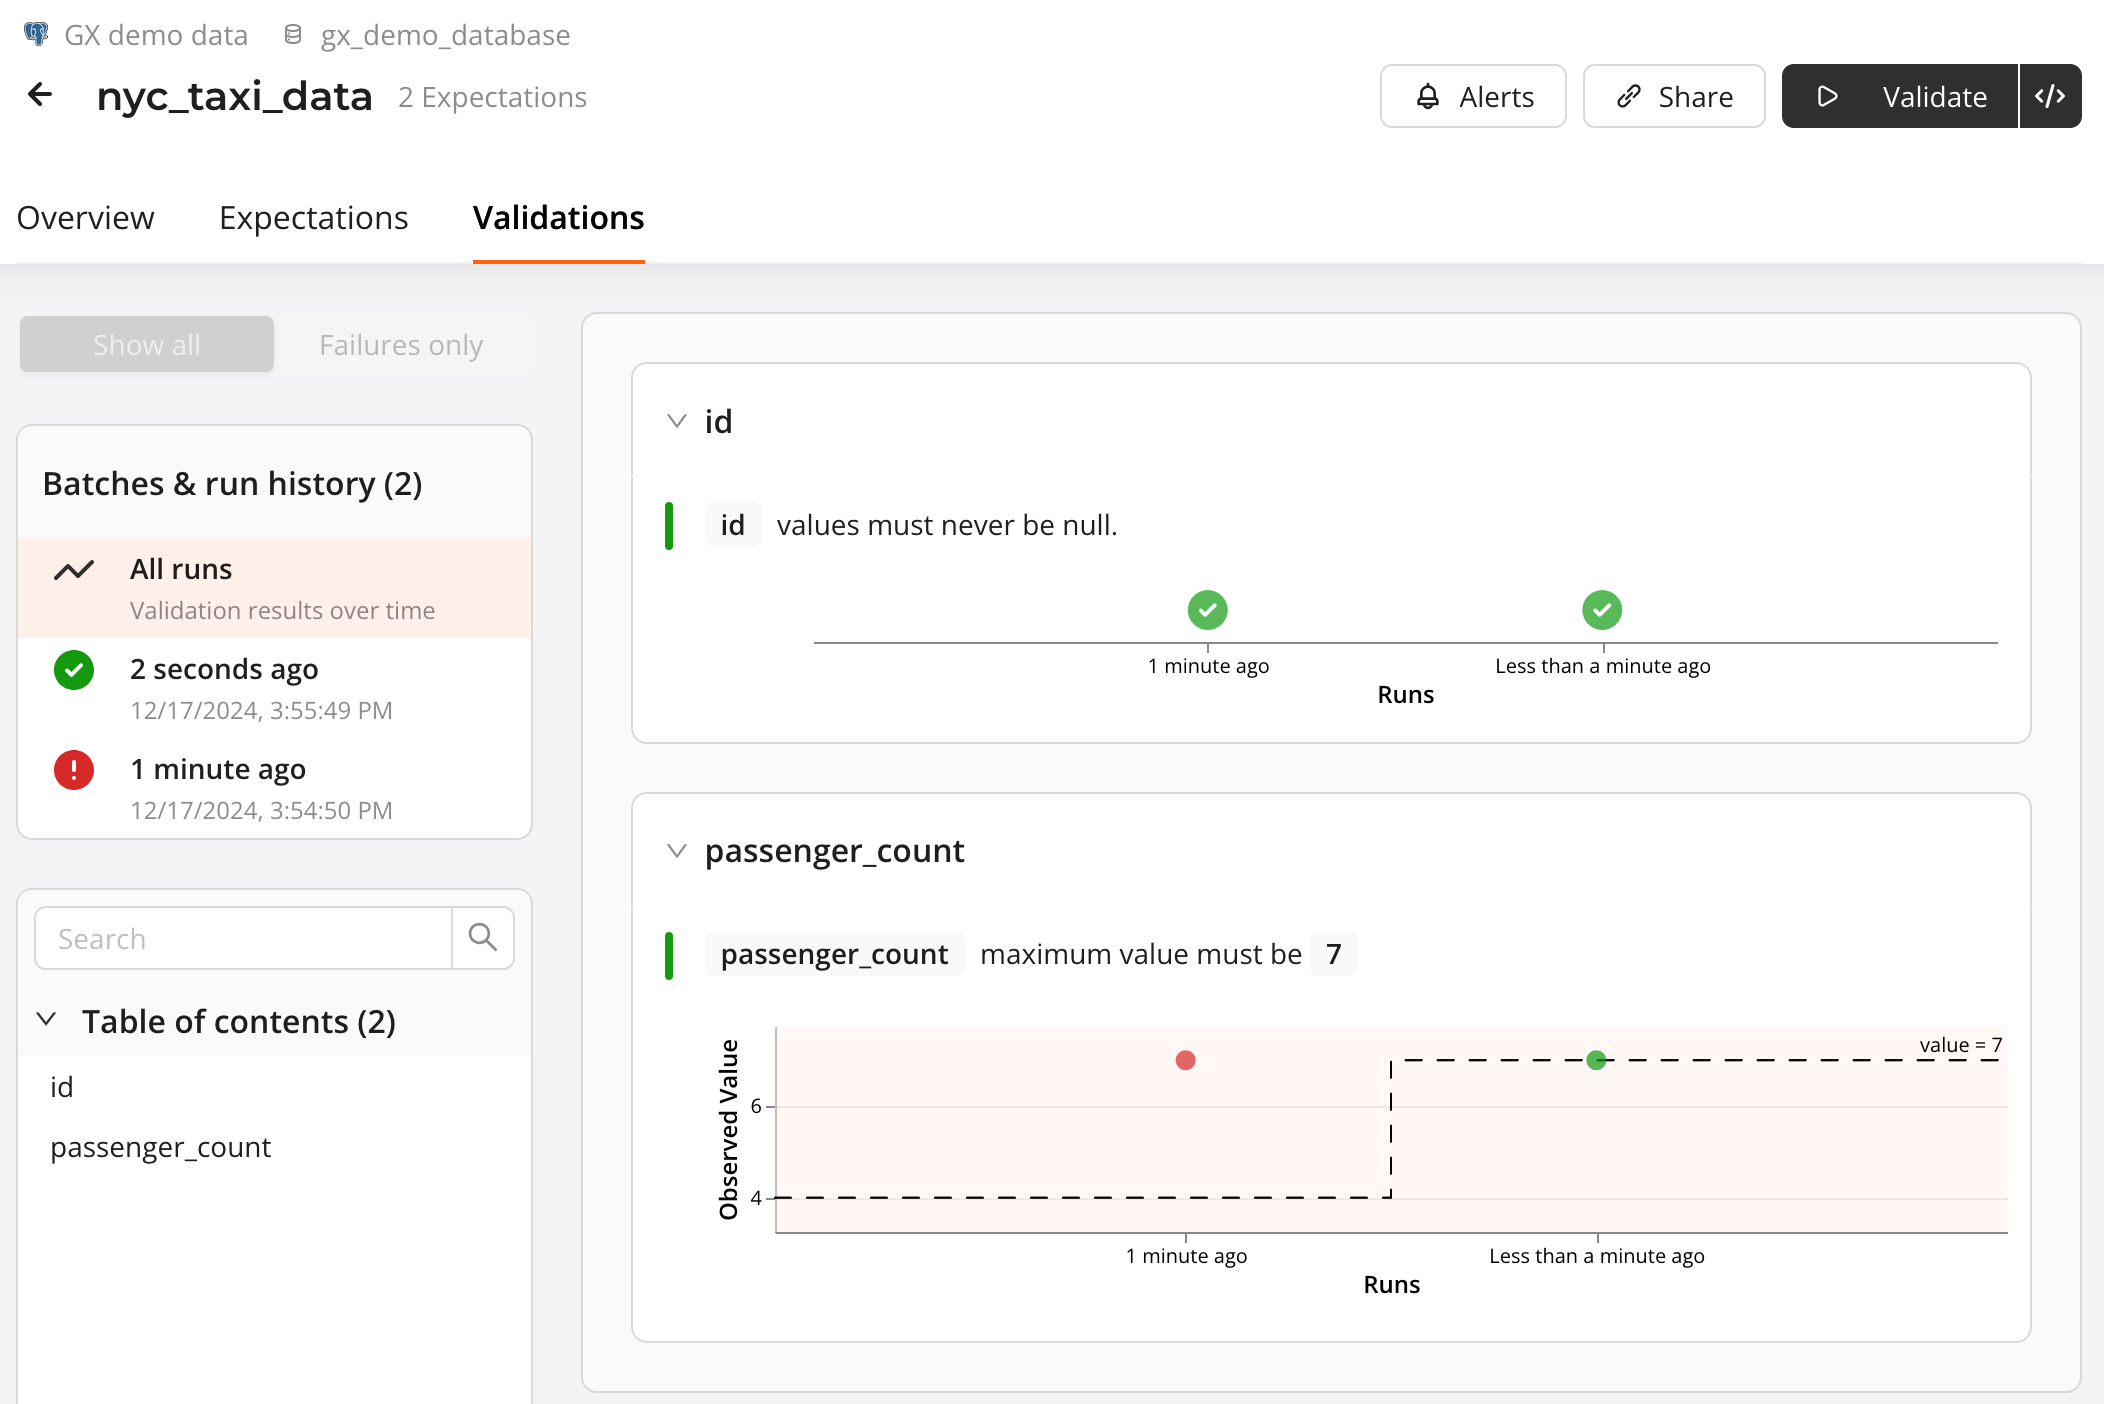 GX demo data gx_demo_database
nyc_taxi_data 2 Expectations
Alerts
Share
Validate
</>
Overview Expectations Validations
Show all Failures only
Batches & run history (2)
All runs
Validation results over time
2 seconds ago
12/17/2024, 3:55:49 PM
1 minute ago
12/17/2024, 3:54:50 PM
Search
Table of contents (2)
id
passenger_count
id
id values must never be null.
1 minute ago Less than a minute ago
Runs
passenger_count
passenger_count maximum value must be 7
Observed Value
value = 7
6
4
1 minute ago Less than a minute ago
Runs